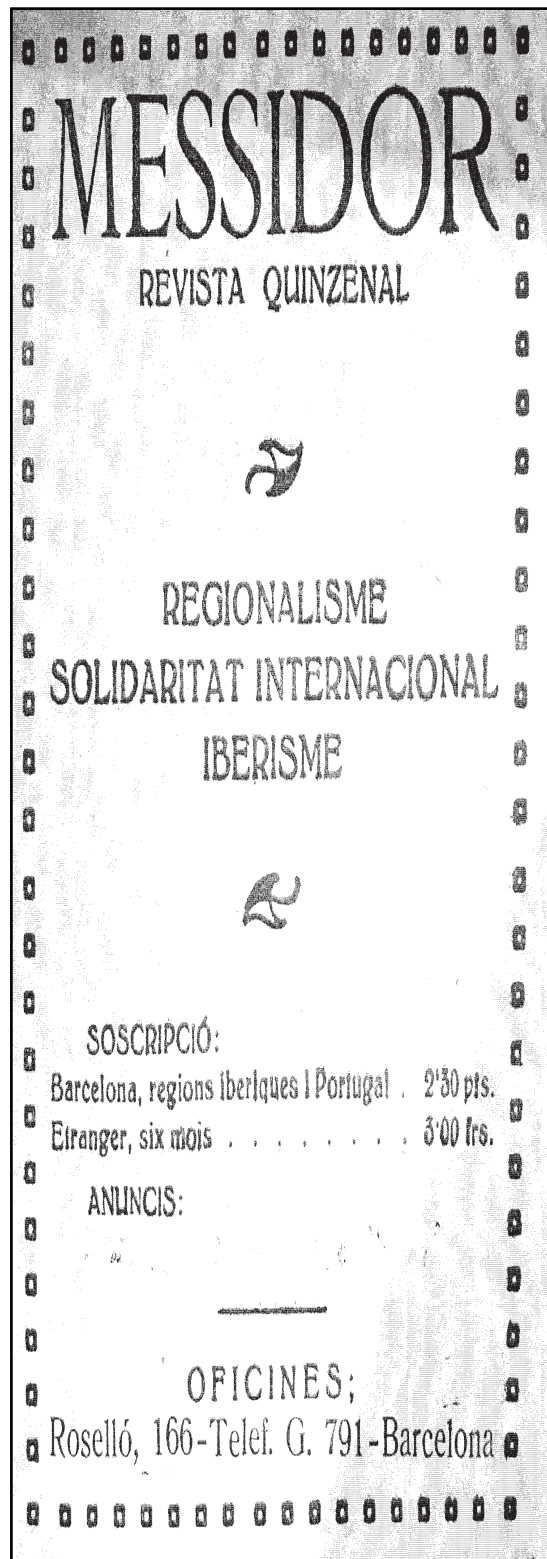 MESSIDOR
REVISTA QUINZENAL
REGIONALISME
SOLIDARITAT INTERNACIONAL
IBERISME
SOSCRIPCIÓ:
Barcelona, regions iberiques i Portugal . 2'50 pts.
Etranger, six mois . . . . . . . . 3'00 frs.
ANUNCIS:
OFICINES;
Roselló, 166-Telef. G. 791-Barcelona